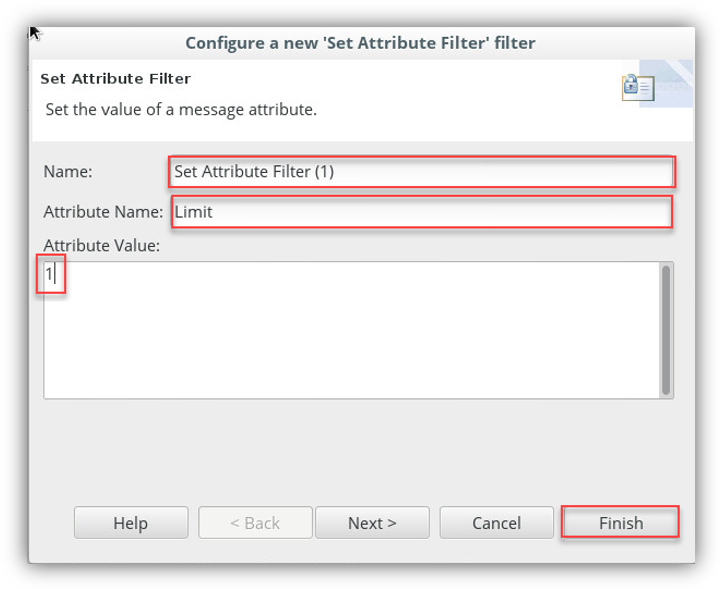 Configure a new 'Set Attribute Filter' filter
Set Attribute Filter
Set the value of a message attribute.
Name: Set Attribute Filter (1)
Attribute Name: Limit
Attribute Value:
1
Help < Back Next > Cancel Finish